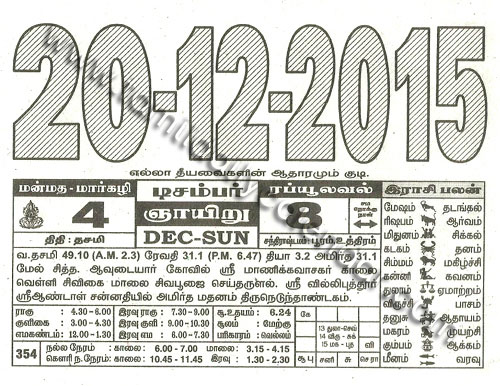 20-12-2015
எல்லா தீயவைகளின் ஆதாரமும் குடி.
மன்மத-மார்கழி டிசம்பர் ரப்யூலவல் இராசி பலன்
4 ஞாயிறு 8
திதி: தசமி DEC-SUN சந்திராஷ்டமம்: பூரம், உத்திரம்
மேஷம் தடங்கல்
ரிஷபம் ஆர்வம்
மிதுனம் சிக்கல்
கடகம் தனம்
சிம்மம் மகிழ்ச்சி
கன்னி கவனம்
துலாம் ஏமாற்றம்
விருச்சி பாசம்
தனுசு ஆதாயம்
மகரம் முயற்சி
கும்பம் ஆக்கம்
மீனம் வரவு
வ.தசமி 49.10 (A.M. 2.3) ரேவதி 31.1 (P.M. 6.47) தியா 3.2 அமிர் 31.1
மேல் சித்த. ஆவுடையார் கோவில் ஸ்ரீ மாணிக்கவாசகர்
வெள்ளி சிவிகை மாலை சிவபூஜை செய்தருளள். ஸ்ரீ வில்லிபுத்தூர்
ஸ்ரீஆண்டாள் சன்னதியில் அமிர்த மதனம் திருநெடுந்தாண்டகம்.
ராகு : 4.30-6.00 இரவு ராகு : 7.30-9.00 சூ.உதயம் : 6.24
குளிகை : 3.00-4.30 இரவு குளி : 9.00-10.30 சூலம் : மேற்கு
எமகண்டம் : 12.00-1.30 இரவு எம : 6.00-7.30 பரிகாரம் : வெல்லம்
354 நல்ல நேரம் : காலை: 6.00 - 7.00 மாலை: 3.15 - 4.15
கௌரி ந.நேரம்: காலை: 10.45 - 11.45 இரவு: 1.30 - 2.30
கே
13 துலா-செவ்
14 விரு - சுக்
15 மக - புத
சூ பு சனி சு செ ரா
www.tamildailycalendar.com